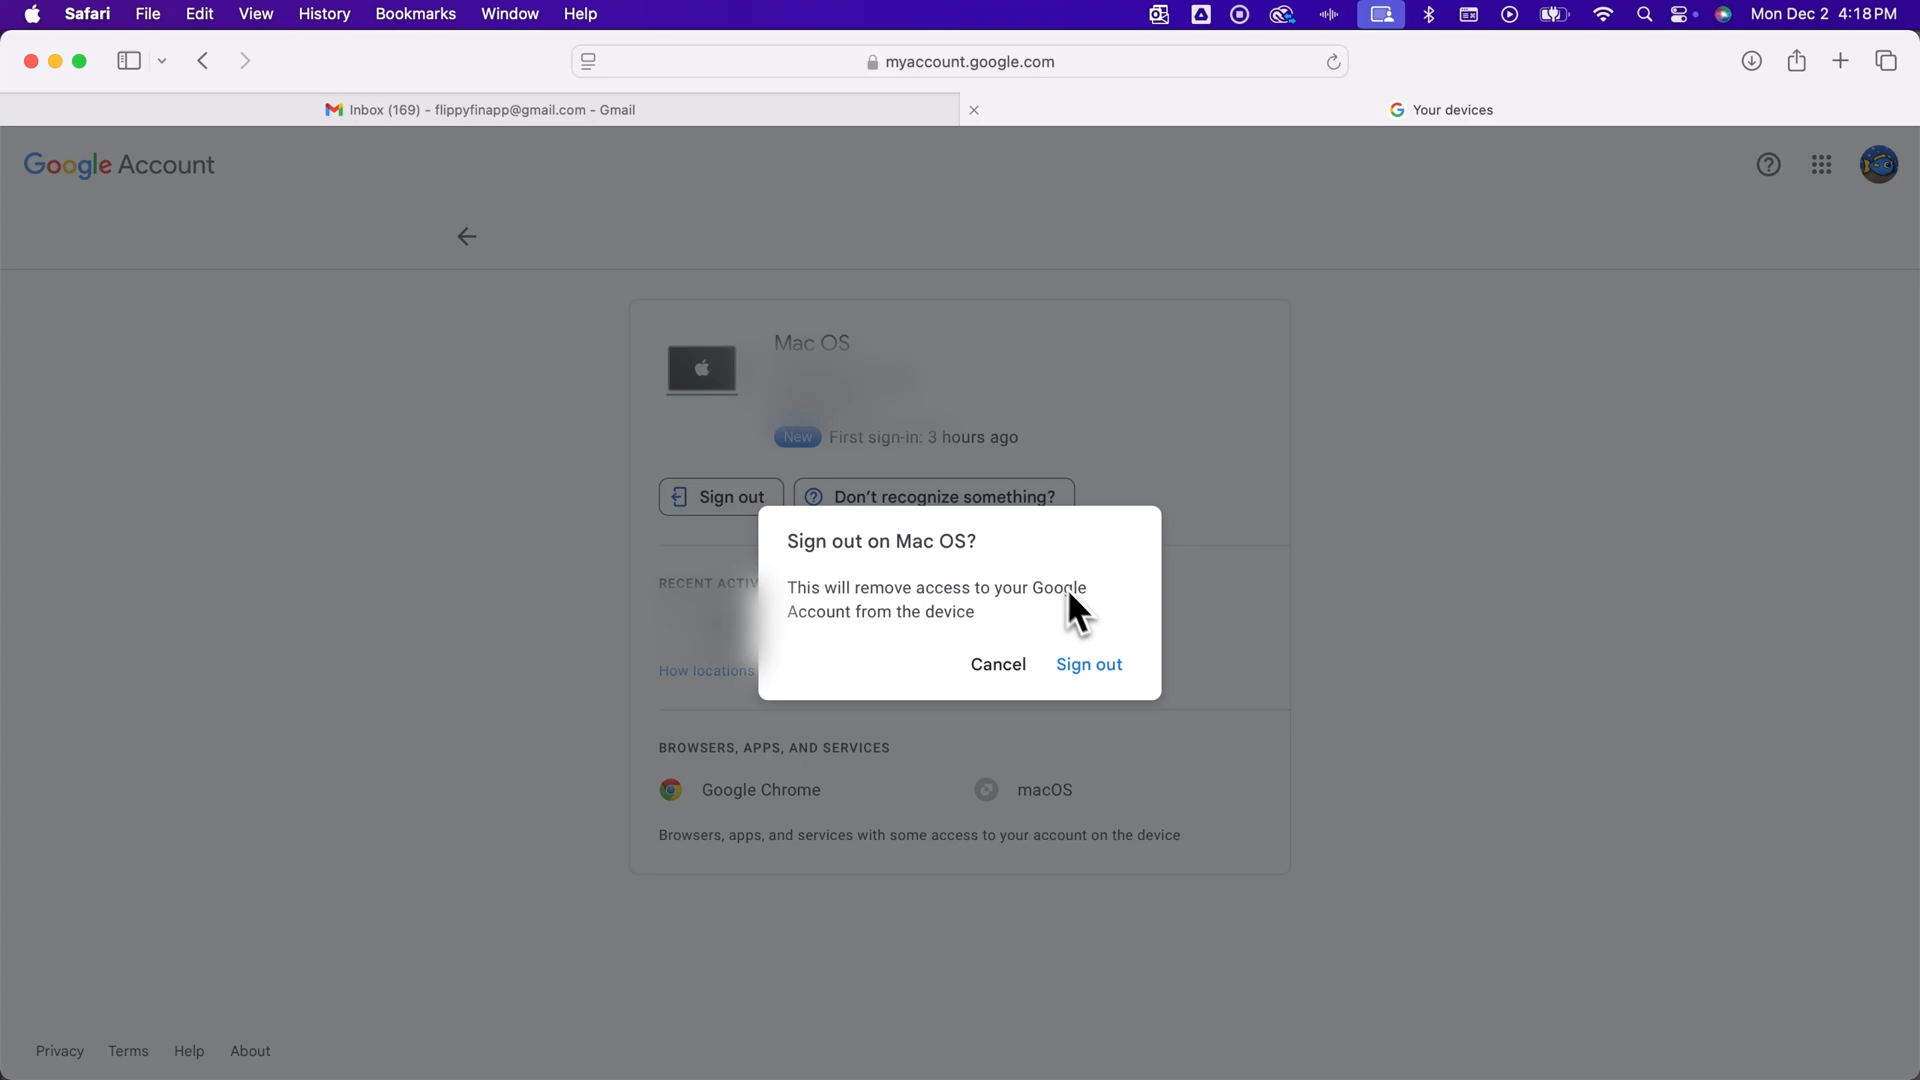 Safari File Edit View History Bookmarks Window Help Mon Dec 2 4:18 PM
myaccount.google.com
Inbox (169) - flippyfinapp@gmail.com - Gmail
Your devices
Google Account
Mac OS
New First sign-in: 3 hours ago
Sign out
Don't recognize something?
Sign out on Mac OS?
This will remove access to your Google
Account from the device
Cancel Sign out
RECENT
How locations
BROWSERS, APPS, AND SERVICES
Google Chrome
macOS
Browsers, apps, and services with some access to your account on the device
Privacy Terms Help About